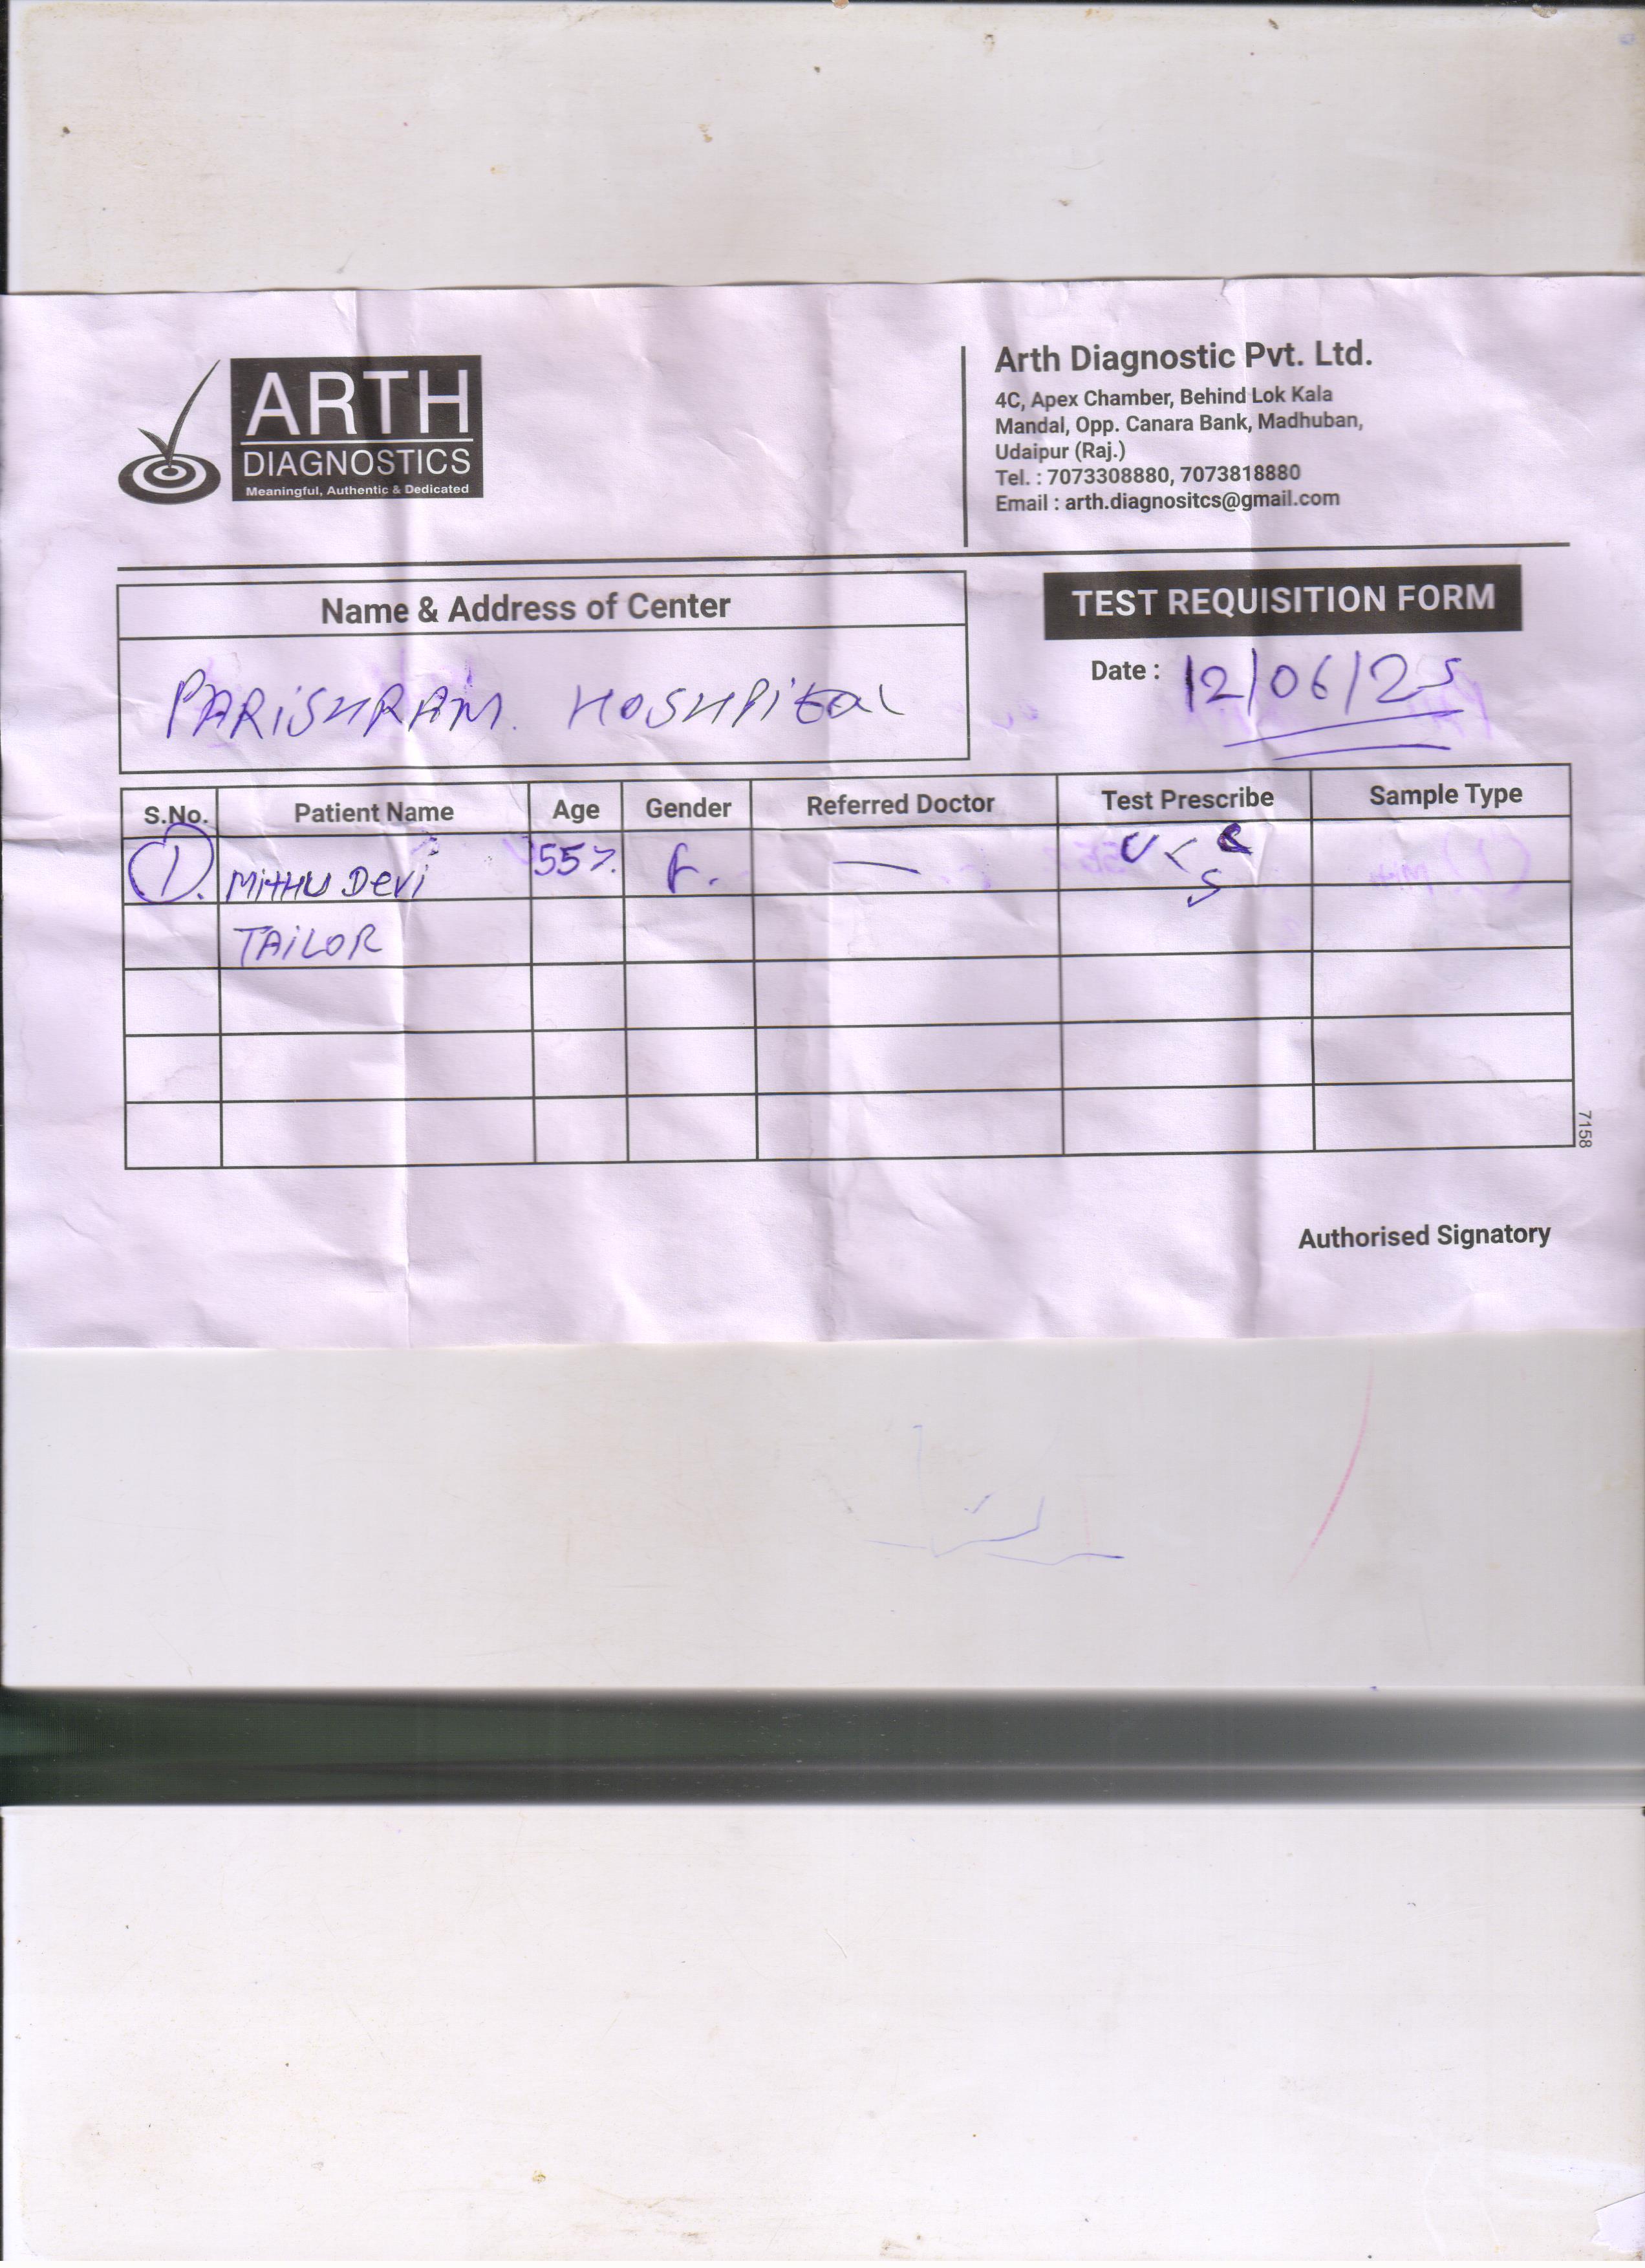 ARTH
DIAGNOSTICS
Meaningful, Authentic & Dedicated
Arth Diagnostic Pvt. Ltd.
4C, Apex Chamber, Behind Lok Kala
Mandal, Opp. Canara Bank, Madhuban,
Udaipur (Raj.)
Tel. : 7073308880, 7073818880
Email : arth.diagnositcs@gmail.com
Name & Address of Center
TEST REQUISITION FORM
PARiSHRAM. HOSHPital
Date : 12/06/25
S.No. Patient Name Age Gender Referred Doctor Test Prescribe Sample Type
1. MiTHU DEVi 55 F. — U < C
S
TAiLOR
7158
Authorised Signatory